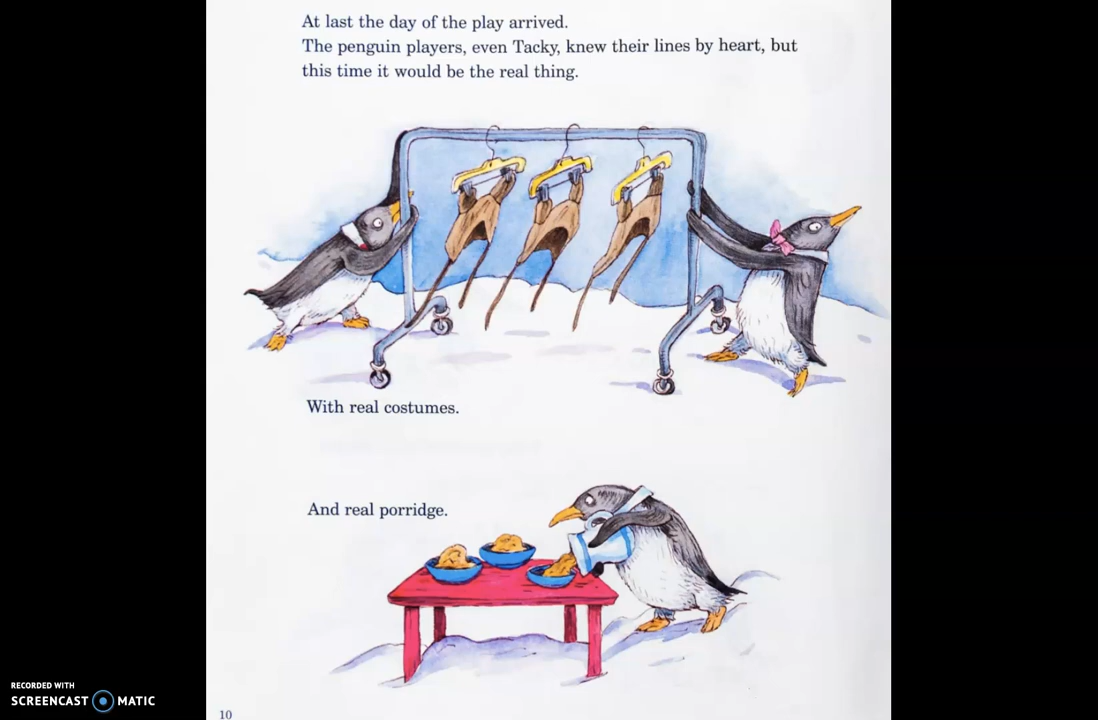 At last the day of the play arrived.
The penguin players, even Tacky, knew their lines by heart, but
this time it would be the real thing.
With real costumes.
And real porridge.
10
RECORDED WITH
SCREENCAST MATIC